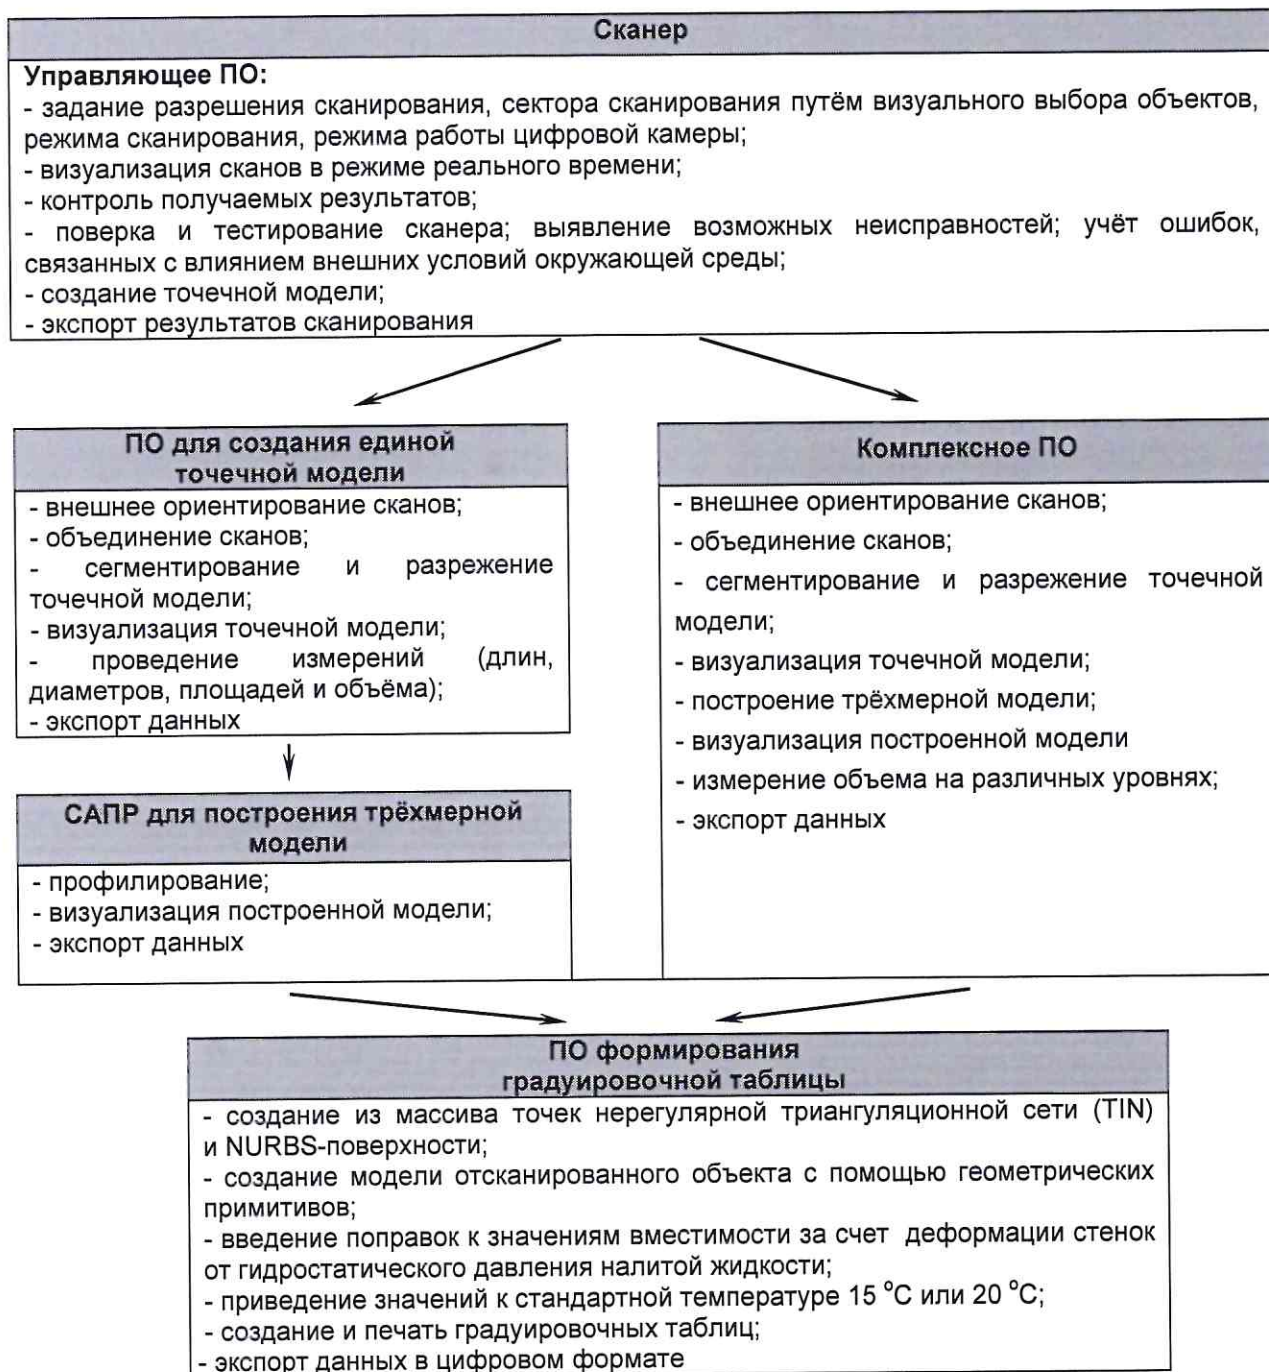 Сканер
Управляющее ПО:
- задание разрешения сканирования, сектора сканирования путём визуального выбора объектов,
режима сканирования, режима работы цифровой камеры;
- визуализация сканов в режиме реального времени;
- контроль получаемых результатов;
- поверка и тестирование сканера; выявление возможных неисправностей; учёт ошибок,
связанных с влиянием внешних условий окружающей среды;
- создание точечной модели;
- экспорт результатов сканирования
ПО для создания единой
точечной модели
- внешнее ориентирование сканов;
- объединение сканов;
- сегментирование и разрежение
точечной модели;
- визуализация точечной модели;
- проведение измерений (длин,
диаметров, площадей и объёма);
- экспорт данных
САПР для построения трёхмерной
модели
- профилирование;
- визуализация построенной модели;
- экспорт данных
Комплексное ПО
- внешнее ориентирование сканов;
- объединение сканов;
- сегментирование и разрежение точечной
модели;
- визуализация точечной модели;
- построение трёхмерной модели;
- визуализация построенной модели
- измерение объема на различных уровнях;
- экспорт данных
ПО формирования
градуировочной таблицы
- создание из массива точек нерегулярной триангуляционной сети (TIN)
и NURBS-поверхности;
- создание модели отсканированного объекта с помощью геометрических
примитивов;
- введение поправок к значениям вместимости за счет деформации стенок
от гидростатического давления налитой жидкости;
- приведение значений к стандартной температуре 15 °С или 20 °С;
- создание и печать градуировочных таблиц;
- экспорт данных в цифровом формате